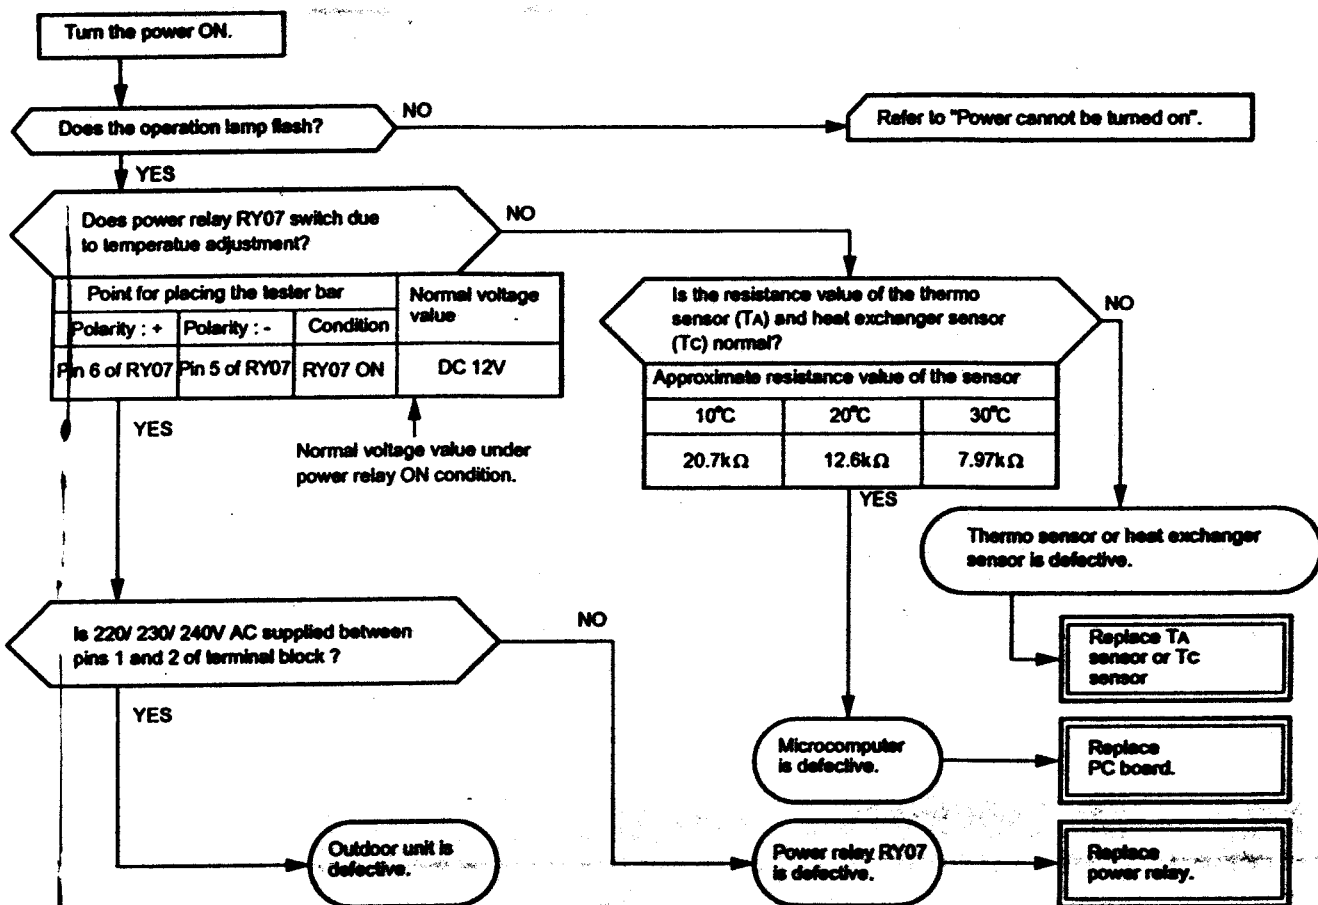 Turn the power ON.
Does the operation lamp flash?
NO
Refer to "Power cannot be turned on".
YES
Does power relay RY07 switch due
to temperatue adjustment?
NO
Point for placing the tester bar
Normal voltage
value
Polarity : +
Polarity : -
Condition
Pin 6 of RY07
Pin 5 of RY07
RY07 ON
DC 12V
YES
Normal voltage value under
power relay ON condition.
Is the resistance value of the thermo
sensor (TA) and heat exchanger sensor
(TC) normal?
NO
Approximate resistance value of the sensor
10°C
20°C
30°C
20.7kΩ
12.6kΩ
7.97kΩ
YES
Thermo sensor or heat exchanger
sensor is defective.
Replace TA
sensor or TC
sensor
Is 220/ 230/ 240V AC supplied between
pins 1 and 2 of terminal block ?
NO
YES
Microcomputer
is defective.
Replace
PC board.
Outdoor unit is
defective.
Power relay RY07
is defective.
Replace
power relay.